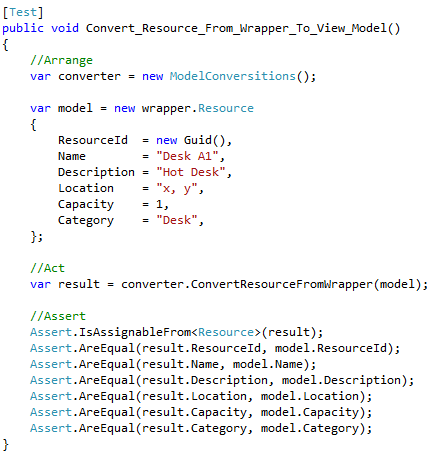 [Test]
public void Convert_Resource_From_Wrapper_To_View_Model()
{
    //Arrange
    var converter = new ModelConversitions();

    var model = new wrapper.Resource
    {
        ResourceId  = new Guid(),
        Name        = "Desk A1",
        Description = "Hot Desk",
        Location    = "x, y",
        Capacity    = 1,
        Category    = "Desk",
    };

    //Act
    var result = converter.ConvertResourceFromWrapper(model);

    //Assert
    Assert.IsAssignableFrom<Resource>(result);
    Assert.AreEqual(result.ResourceId, model.ResourceId);
    Assert.AreEqual(result.Name, model.Name);
    Assert.AreEqual(result.Description, model.Description);
    Assert.AreEqual(result.Location, model.Location);
    Assert.AreEqual(result.Capacity, model.Capacity);
    Assert.AreEqual(result.Category, model.Category);
}